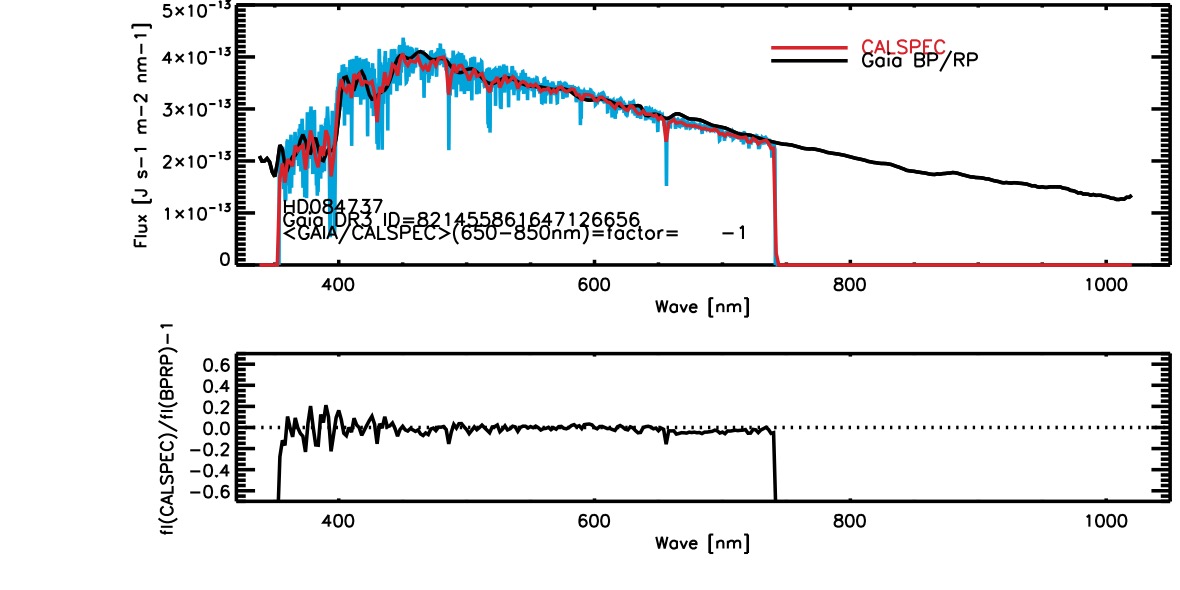 5×10−13
4×10−13
3×10−13
2×10−13
1×10−13
0
Flux [J s−1 m−2 nm−1]
CALSPEC
Gaia BP/RP
HD084737
Gaia DR3 ID=821455861647126656
<GAIA/CALSPEC>(650−850nm)=factor= −1
400 600 800 1000
Wave [nm]
fl(CALSPEC)/fl(BPRP)−1
0.6
0.4
0.2
0.0
−0.2
−0.4
−0.6
400 600 800 1000
Wave [nm]